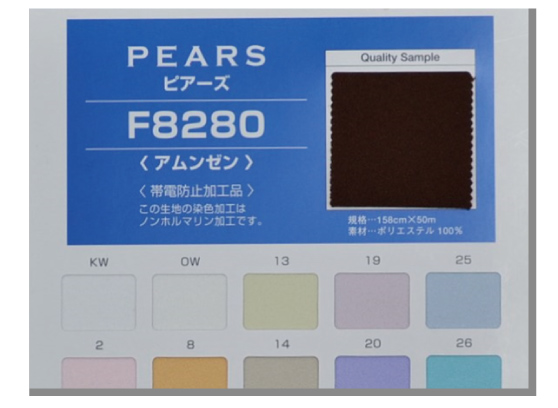 PEARS
ピアーズ
F8280
〈アムンゼン〉
〈帯電防止加工品〉
この生地の染色加工は
ノンホルマリン加工です。
Quality Sample
規格…158cm×50m
素材…ポリエステル100%
KW OW 13 19 25
2 8 14 20 26